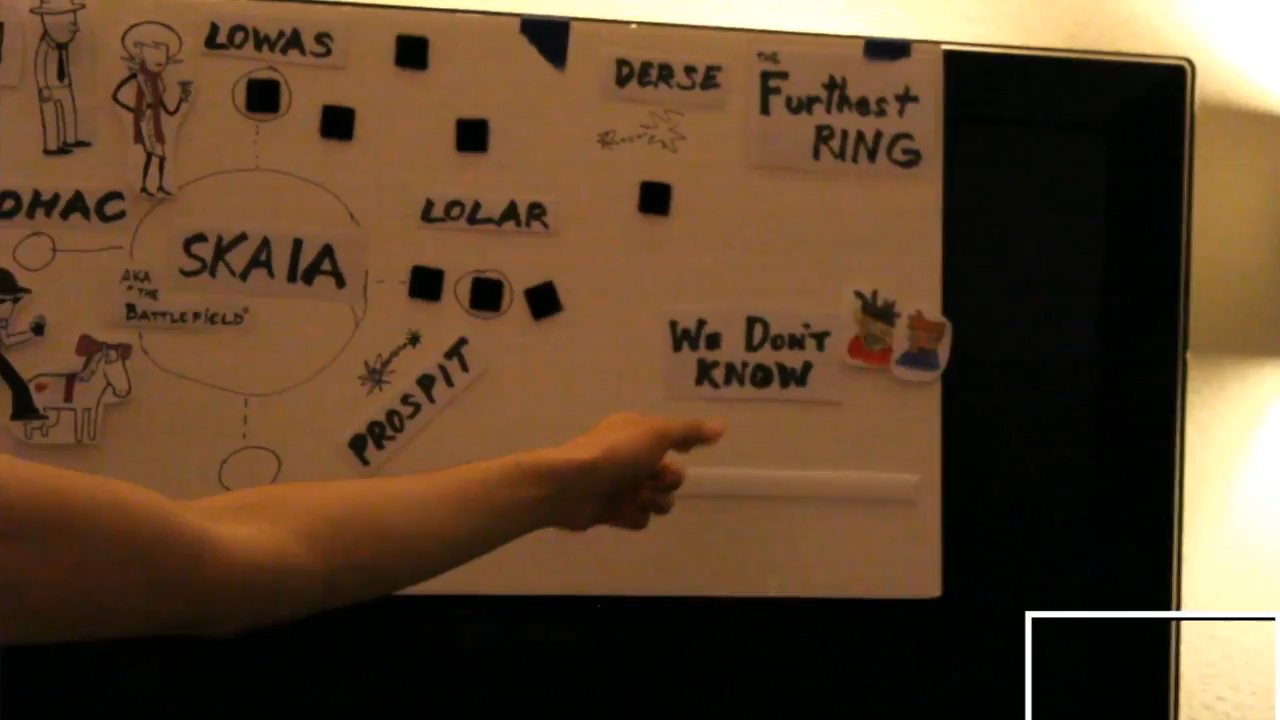 LOWAS
DERSE
THE
Furthest
RING
OHAC
LOLAR
SKAIA
AKA
"THE
BATTLEFIELD"
We DON'T
KNOW
PROSPIT